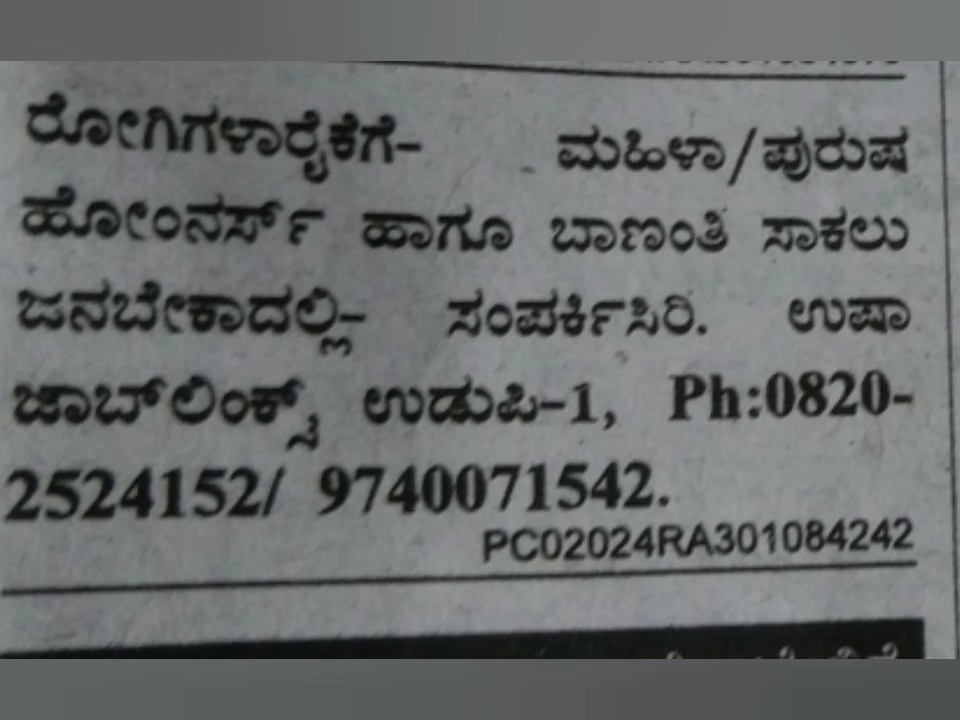 ರೋಗಿಗಳಾರೈಕೆಗೆ– ಮಹಿಳಾ/ಪುರುಷ
ಹೋಂನರ್ಸ್ ಹಾಗೂ ಬಾಣಂತಿ ಸಾಕಲು
ಜನಬೇಕಾದಲ್ಲಿ– ಸಂಪರ್ಕಿಸಿರಿ. ಉಷಾ
ಜಾಬ್‌ಲಿಂಕ್ಸ್ ಉಡುಪಿ–1, Ph:0820-
2524152/ 9740071542.
PC02024RA301084242